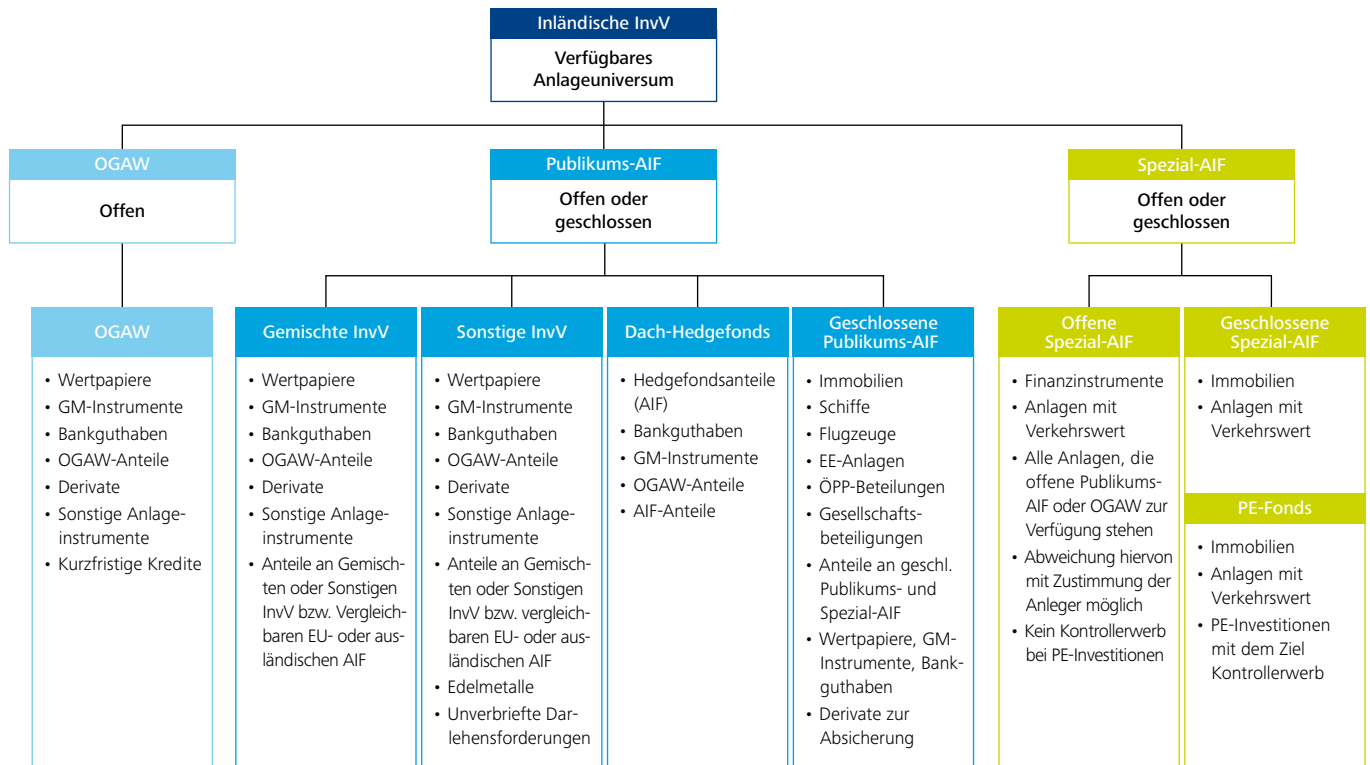 Inländische InvV
Verfügbares
Anlageuniversum
OGAW
Offen
Publikums-AIF
Offen oder
geschlossen
Spezial-AIF
Offen oder
geschlossen
OGAW
• Wertpapiere
• GM-Instrumente
• Bankguthaben
• OGAW-Anteile
• Derivate
• Sonstige Anlage-
instrumente
• Kurzfristige Kredite
Gemischte InvV
• Wertpapiere
• GM-Instrumente
• Bankguthaben
• OGAW-Anteile
• Derivate
• Sonstige Anlage-
instrumente
• Anteile an Gemisch-
ten oder Sonstigen
InvV bzw. Vergleich-
baren EU- oder aus-
ländischen AIF
Sonstige InvV
• Wertpapiere
• GM-Instrumente
• Bankguthaben
• OGAW-Anteile
• Derivate
• Sonstige Anlage-
instrumente
• Anteile an Gemisch-
ten oder Sonstigen
InvV bzw. vergleich-
baren EU- oder aus-
ländischen AIF
• Edelmetalle
• Unverbriefte Dar-
lehensforderungen
Dach-Hedgefonds
• Hedgefondsanteile
(AIF)
• Bankguthaben
• GM-Instrumente
• OGAW-Anteile
• AIF-Anteile
Geschlossene
Publikums-AIF
• Immobilien
• Schiffe
• Flugzeuge
• EE-Anlagen
• ÖPP-Beteilungen
• Gesellschafts-
beteiligungen
• Anteile an geschl.
Publikums- und
Spezial-AIF
• Wertpapiere, GM-
Instrumente, Bank-
guthaben
• Derivate zur
Absicherung
Offene
Spezial-AIF
• Finanzinstrumente
• Anlagen mit
Verkehrswert
• Alle Anlagen, die
offene Publikums-
AIF oder OGAW zur
Verfügung stehen
• Abweichung hiervon
mit Zustimmung der
Anleger möglich
• Kein Kontrollerwerb
bei PE-Investitionen
Geschlossene
Spezial-AIF
• Immobilien
• Anlagen mit
Verkehrswert
PE-Fonds
• Immobilien
• Anlagen mit
Verkehrswert
• PE-Investitionen
mit dem Ziel
Kontrollerwerb